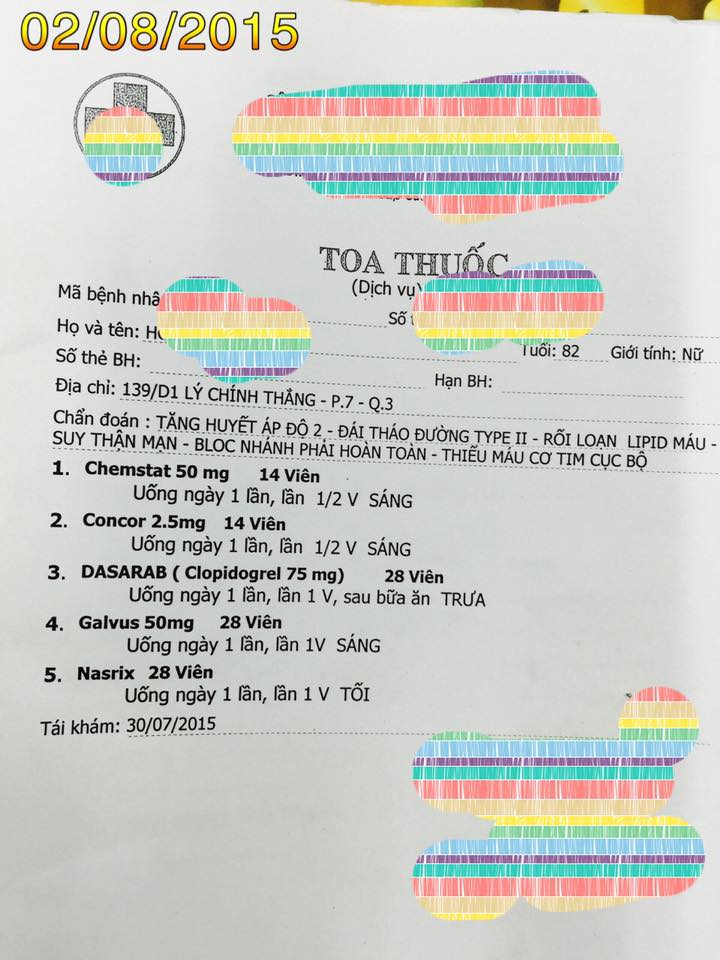 02/08/2015
TOA THUỐC
(Dịch vụ)
Mã bệnh nhâ
Số
Họ và tên:
Tuổi: 82 Giới tính: Nữ
Số thẻ BH:
Hạn BH:
Địa chỉ: 139/D1 LÝ CHÍNH THẮNG - P.7 - Q.3
Chẩn đoán : TĂNG HUYẾT ÁP ĐỘ 2 - ĐÁI THÁO ĐƯỜNG TYPE II - RỐI LOẠN LIPID MÁU -
SUY THẬN MẠN - BLOC NHÁNH PHẢI HOÀN TOÀN - THIẾU MÁU CƠ TIM CỤC BỘ
1. Chemstat 50 mg 14 Viên
Uống ngày 1 lần, lần 1/2 V SÁNG
2. Concor 2.5mg 14 Viên
Uống ngày 1 lần, lần 1/2 V SÁNG
3. DASARAB ( Clopidogrel 75 mg) 28 Viên
Uống ngày 1 lần, lần 1 V, sau bữa ăn TRƯA
4. Galvus 50mg 28 Viên
Uống ngày 1 lần, lần 1V SÁNG
5. Nasrix 28 Viên
Uống ngày 1 lần, lần 1 V TỐI
Tái khám: 30/07/2015